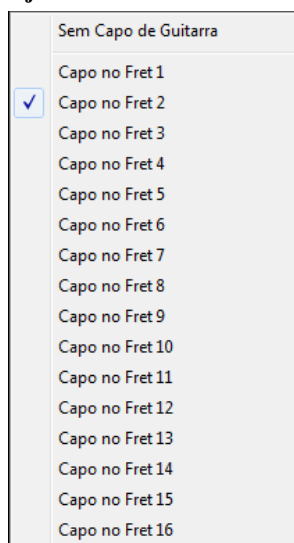 Sem Capo de Guitarra
Capo no Fret 1
Capo no Fret 2
Capo no Fret 3
Capo no Fret 4
Capo no Fret 5
Capo no Fret 6
Capo no Fret 7
Capo no Fret 8
Capo no Fret 9
Capo no Fret 10
Capo no Fret 11
Capo no Fret 12
Capo no Fret 13
Capo no Fret 14
Capo no Fret 15
Capo no Fret 16